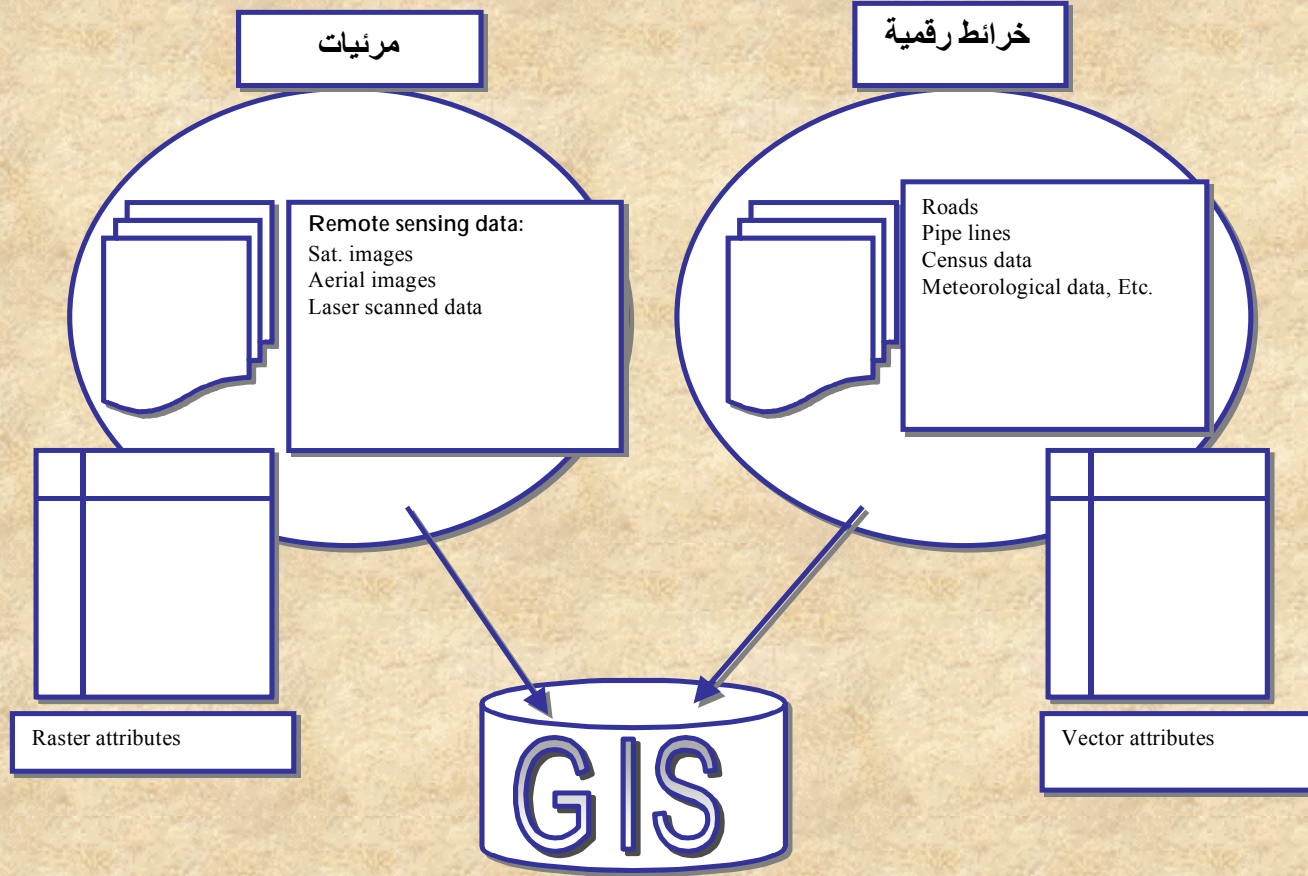 مرئيات
خرائط رقمية
Remote sensing data:
Sat. images
Aerial images
Laser scanned data
Roads
Pipe lines
Census data
Meteorological data, Etc.
Raster attributes
Vector attributes
GIS